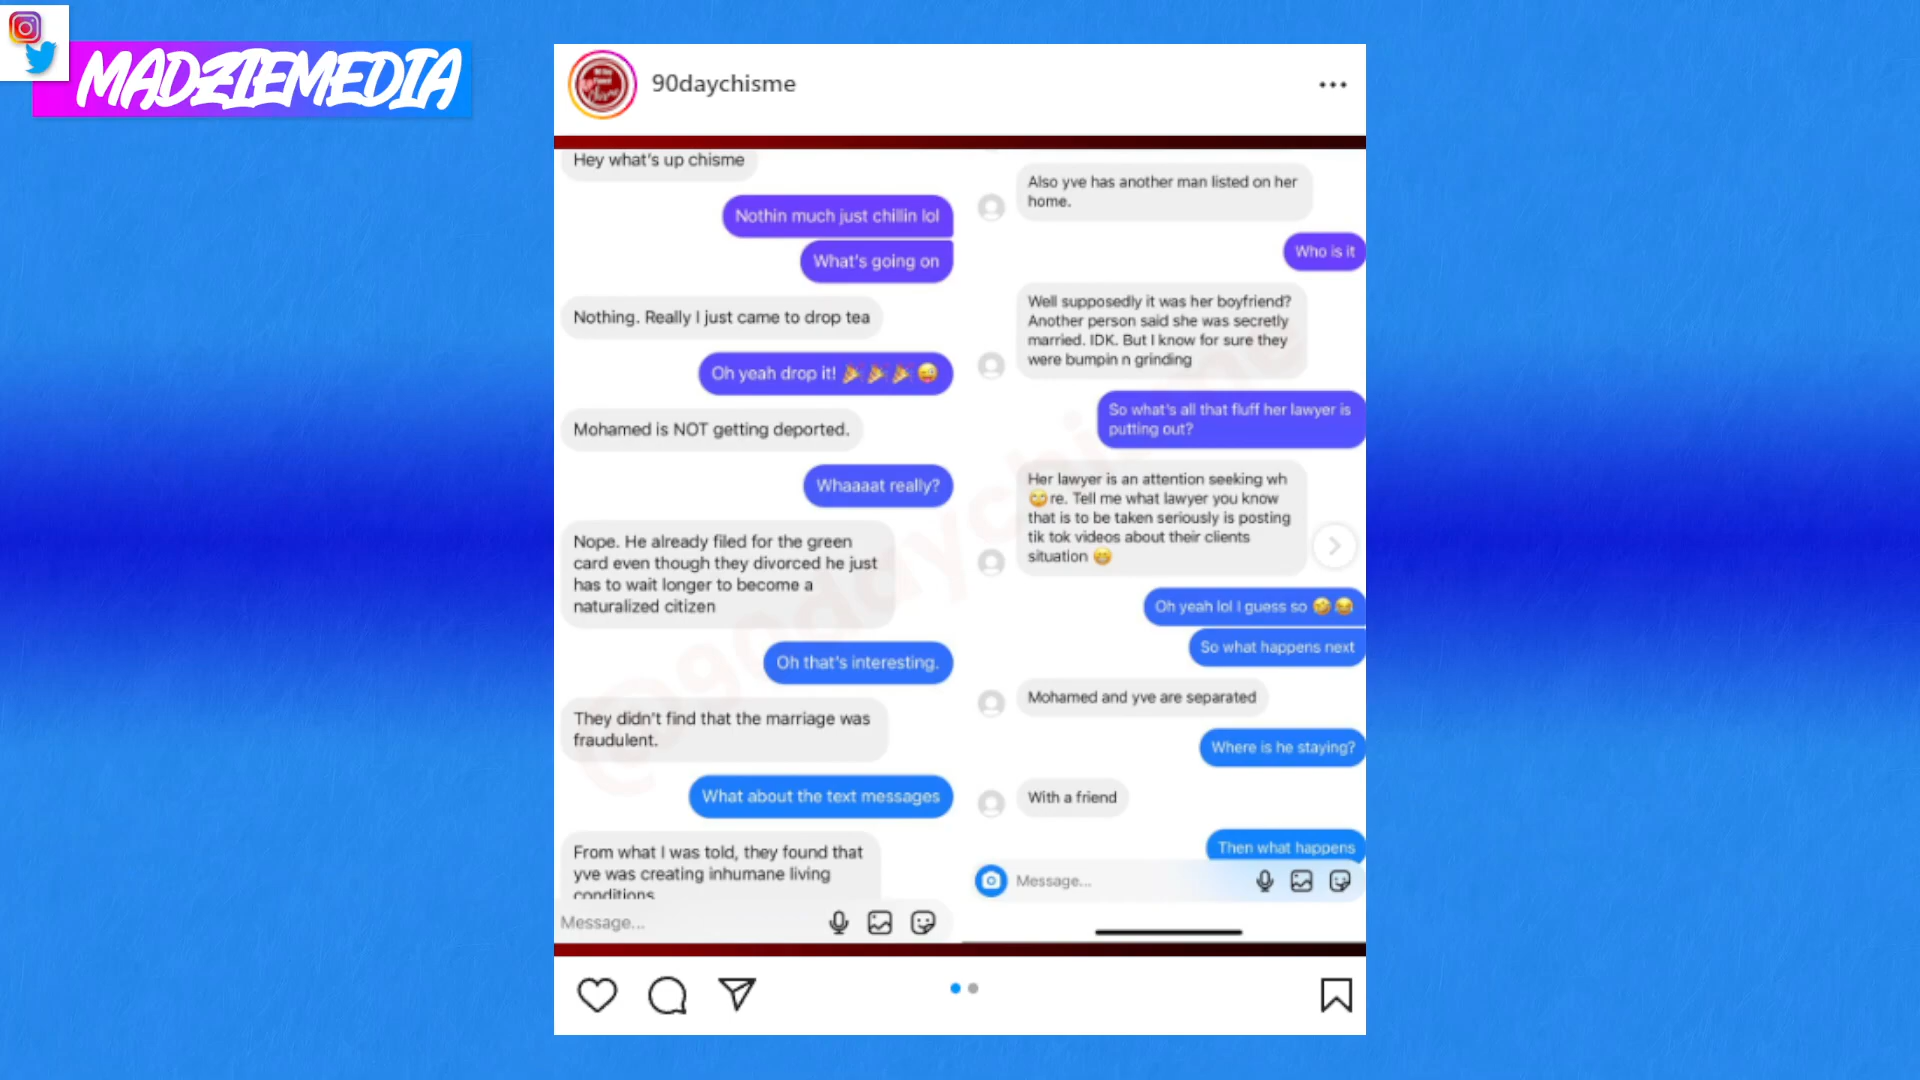 MADZIEMEDIA
90daychisme
Hey what's up chisme
Nothin much just chillin lol
What's going on
Nothing. Really I just came to drop tea
Oh yeah drop it! 🎉🎉🎉😜
Mohamed is NOT getting deported.
Whaaaat really?
Nope. He already filed for the green
card even though they divorced he just
has to wait longer to become a
naturalized citizen
Oh that's interesting.
They didn't find that the marriage was
fraudulent.
What about the text messages
From what I was told, they found that
yve was creating inhumane living
conditions
Message...
Also yve has another man listed on her
home.
Who is it
Well supposedly it was her boyfriend?
Another person said she was secretly
married. IDK. But I know for sure they
were bumpin n grinding
So what's all that fluff her lawyer is
putting out?
Her lawyer is an attention seeking wh
🙄re. Tell me what lawyer you know
that is to be taken seriously is posting
tik tok videos about their clients
situation 😁
Oh yeah lol I guess so 🤣😂
So what happens next
Mohamed and yve are separated
Where is he staying?
With a friend
Then what happens
Message...
@90daychisme